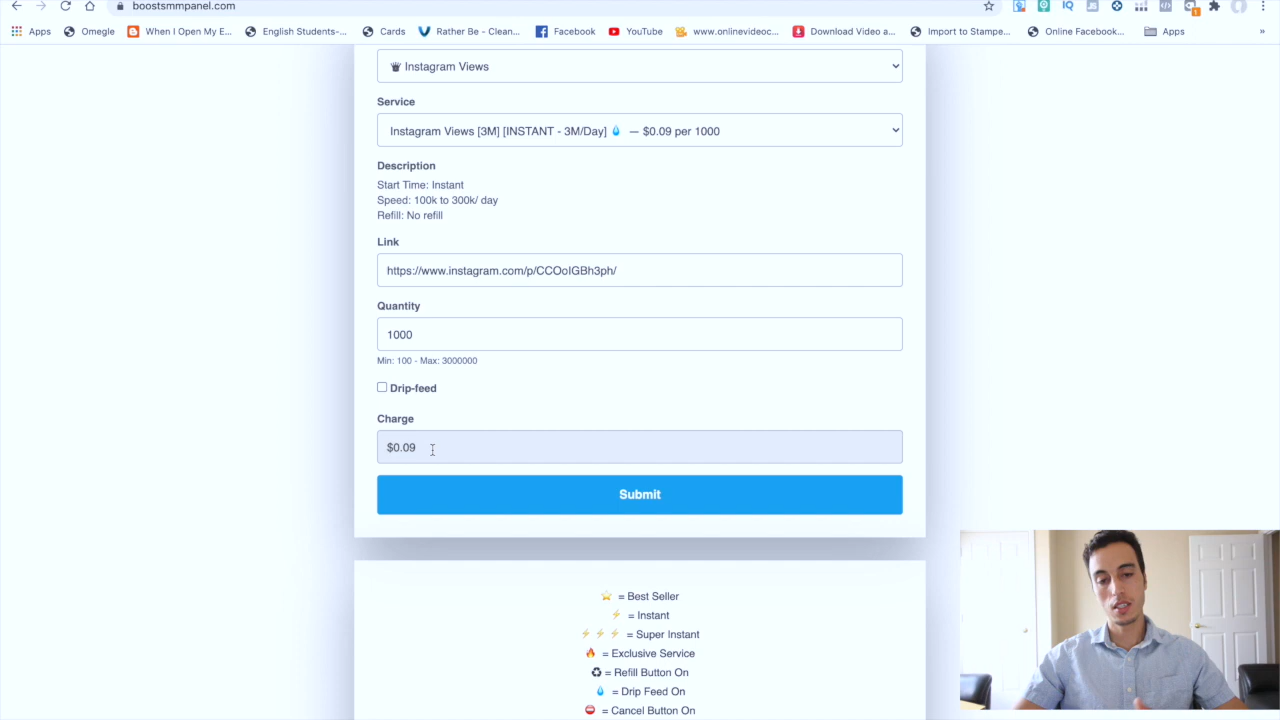 boostsmmpanel.com
Apps
Omegle
When I Open My E...
English Students-...
Cards
Rather Be - Clean...
Facebook
YouTube
www.onlinevideoc...
Download Video a...
Import to Stampe...
Online Facebook...
Apps
»
Instagram Views
Service
Instagram Views [3M] [INSTANT - 3M/Day] 💧 — $0.09 per 1000
Description
Start Time: Instant
Speed: 100k to 300k/ day
Refill: No refill
Link
https://www.instagram.com/p/CCOoIGBh3ph/
Quantity
1000
Min: 100 - Max: 3000000
Drip-feed
Charge
$0.09
Submit
⭐ = Best Seller
⚡ = Instant
⚡⚡⚡ = Super Instant
🔥 = Exclusive Service
♻ = Refill Button On
💧 = Drip Feed On
⛔ = Cancel Button On